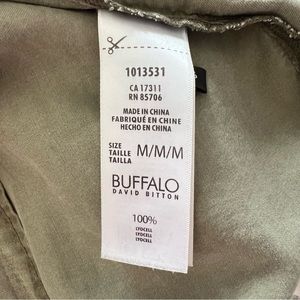 1013531
CA 17311
RN 85706
MADE IN CHINA
FABRIQUÉ EN CHINE
HECHO EN CHINA
SIZE
TAILLE M/M/M
TALLA
BUFFALO
DAVID BITTON
100%
LYOCELL
LYOCELL
LYOCELL